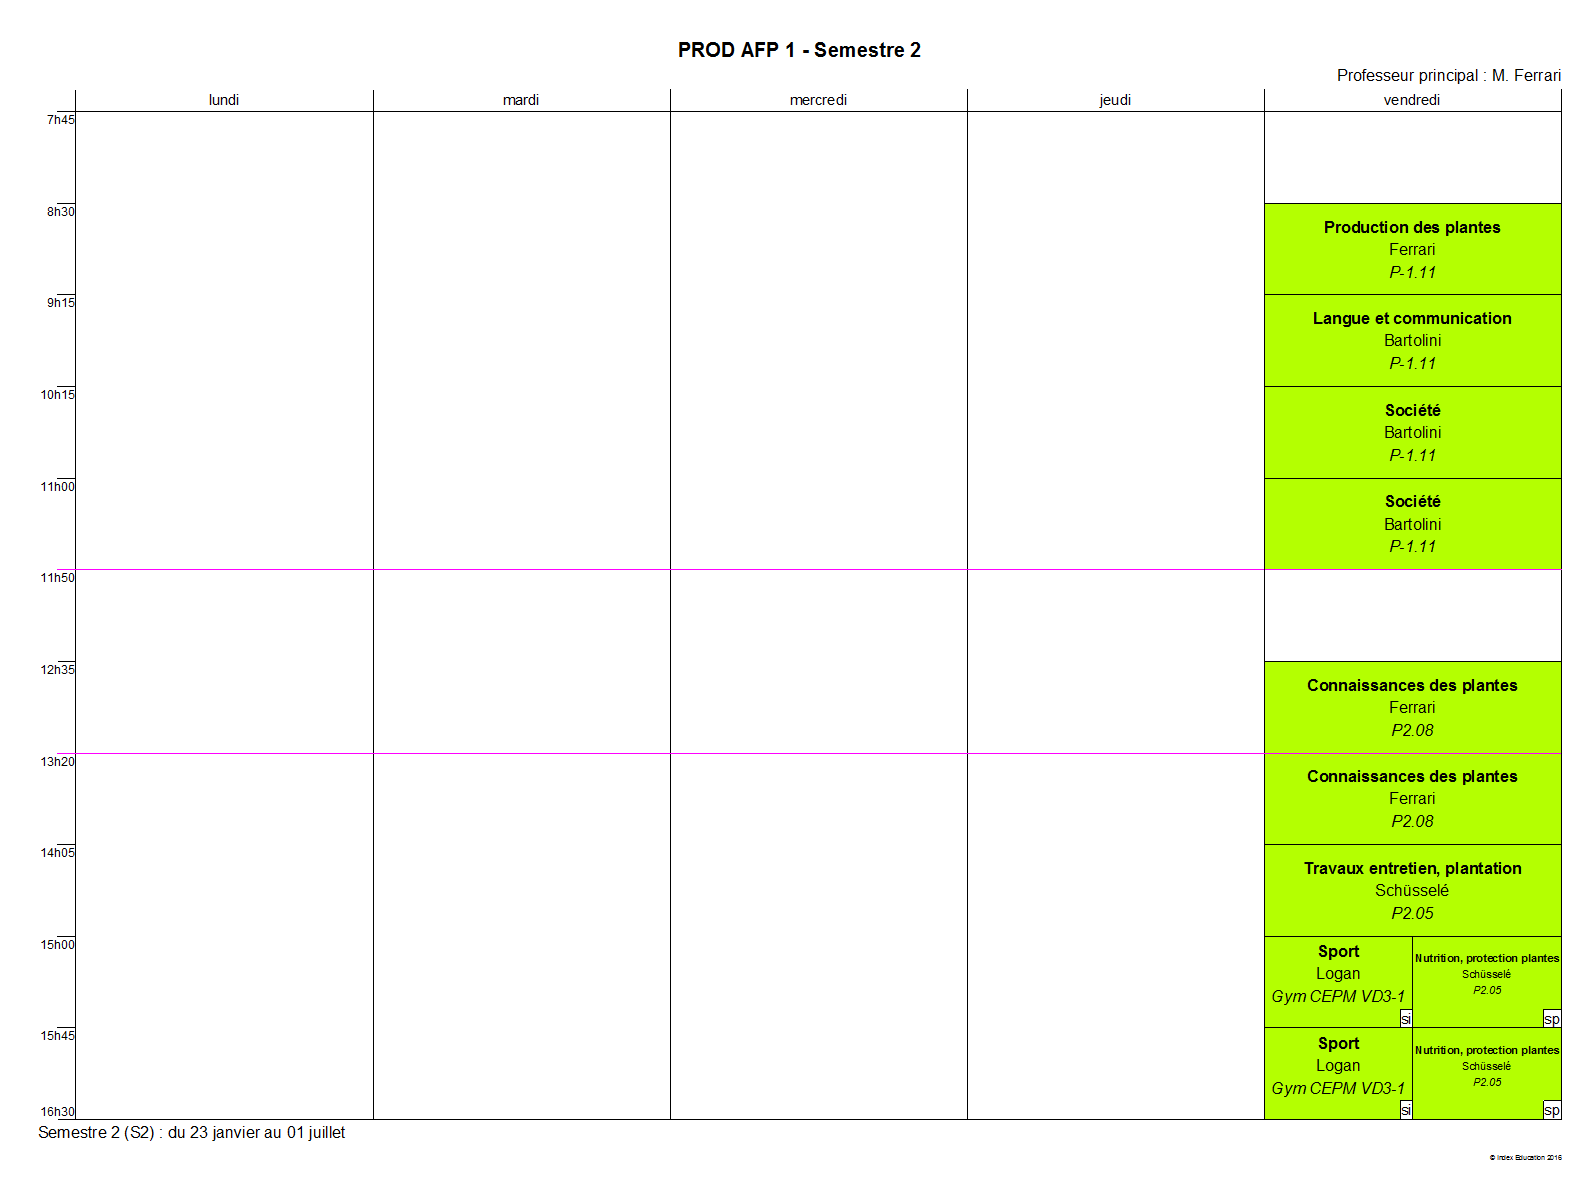 PROD AFP 1 - Semestre 2
Professeur principal : M. Ferrari
lundi mardi mercredi jeudi vendredi
7h45
8h30
Production des plantes
Ferrari
P-1.11
9h15
Langue et communication
Bartolini
P-1.11
10h15
Société
Bartolini
P-1.11
11h00
Société
Bartolini
P-1.11
11h50
12h35
Connaissances des plantes
Ferrari
P2.08
13h20
Connaissances des plantes
Ferrari
P2.08
14h05
Travaux entretien, plantation
Schüsselé
P2.05
15h00
Sport
Logan
Gym CEPM VD3-1
si
Nutrition, protection plantes
Schüsselé
P2.05
sp
15h45
Sport
Logan
Gym CEPM VD3-1
si
Nutrition, protection plantes
Schüsselé
P2.05
sp
16h30
Semestre 2 (S2) : du 23 janvier au 01 juillet
© Index Education 2016